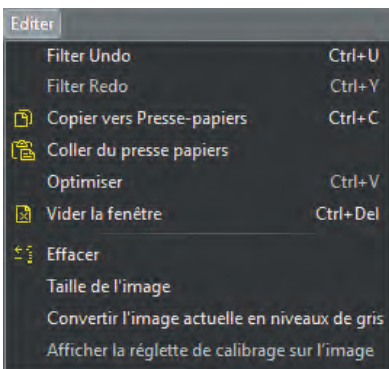 Editer
Filter Undo Ctrl+U
Filter Redo Ctrl+Y
Copier vers Presse-papiers Ctrl+C
Coller du presse papiers
Optimiser Ctrl+V
Vider la fenêtre Ctrl+Del
Effacer
Taille de l'image
Convertir l'image actuelle en niveaux de gris
Afficher la réglette de calibrage sur l'image